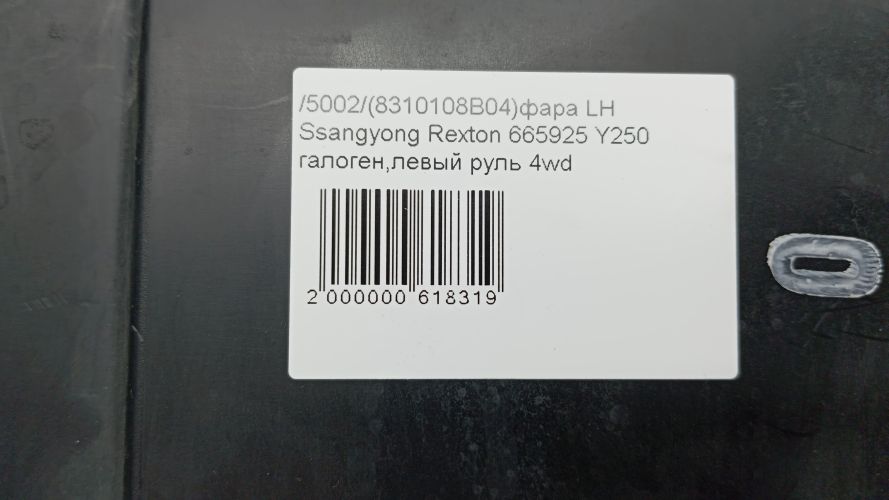 /5002/(8310108B04)фара LH
Ssangyong Rexton 665925 Y250
галоген,левый руль 4wd
2 000000 618319